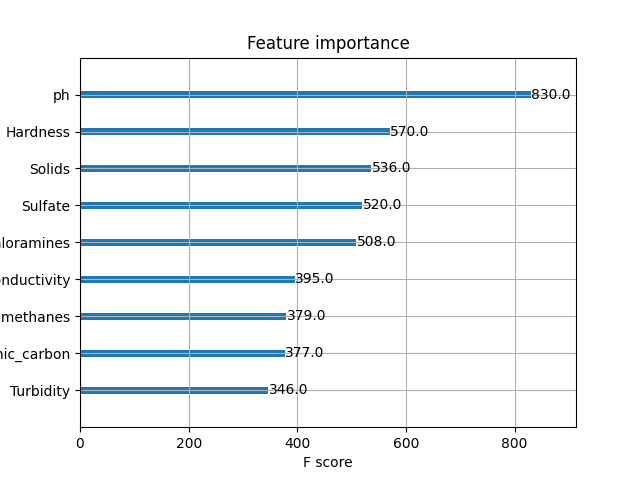 Feature importance
ph 830.0
Hardness 570.0
Solids 536.0
Sulfate 520.0
loramines 508.0
nductivity 395.0
methanes 379.0
nic_carbon 377.0
Turbidity 346.0
0 200 400 600 800
F score